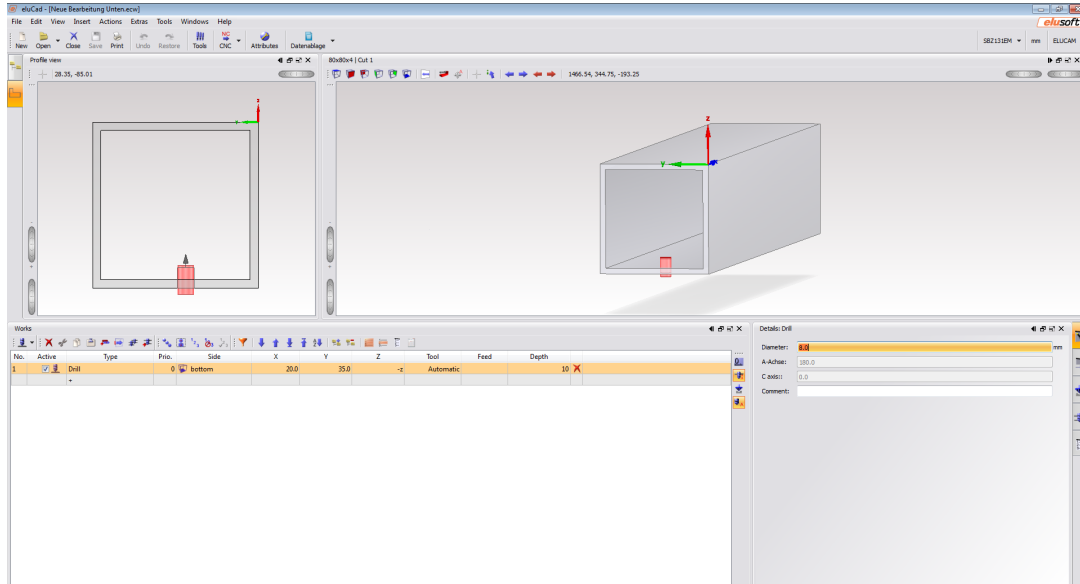 eluCad - [Neue Bearbeitung Unten.ecw]
File Edit View Insert Actions Extras Tools Windows Help
elusoft
New Open Close Save Print Undo Restore Tools CNC Attributes Datenablage
SBZ131EM mm ELUCAM
Profile view
28.35, -85.01
80x80x4 | Cut 1
1466.54, 344.75, -193.25
z
y
z
y
Works
No. Active Type Prio. Side X Y Z Tool Feed Depth
1 Drill 0 bottom 20.0 35.0 -z Automatic 10
Details: Drill
Diameter: 8.0 mm
A-Achse: 180.0
C axis:: 0.0
Comment: